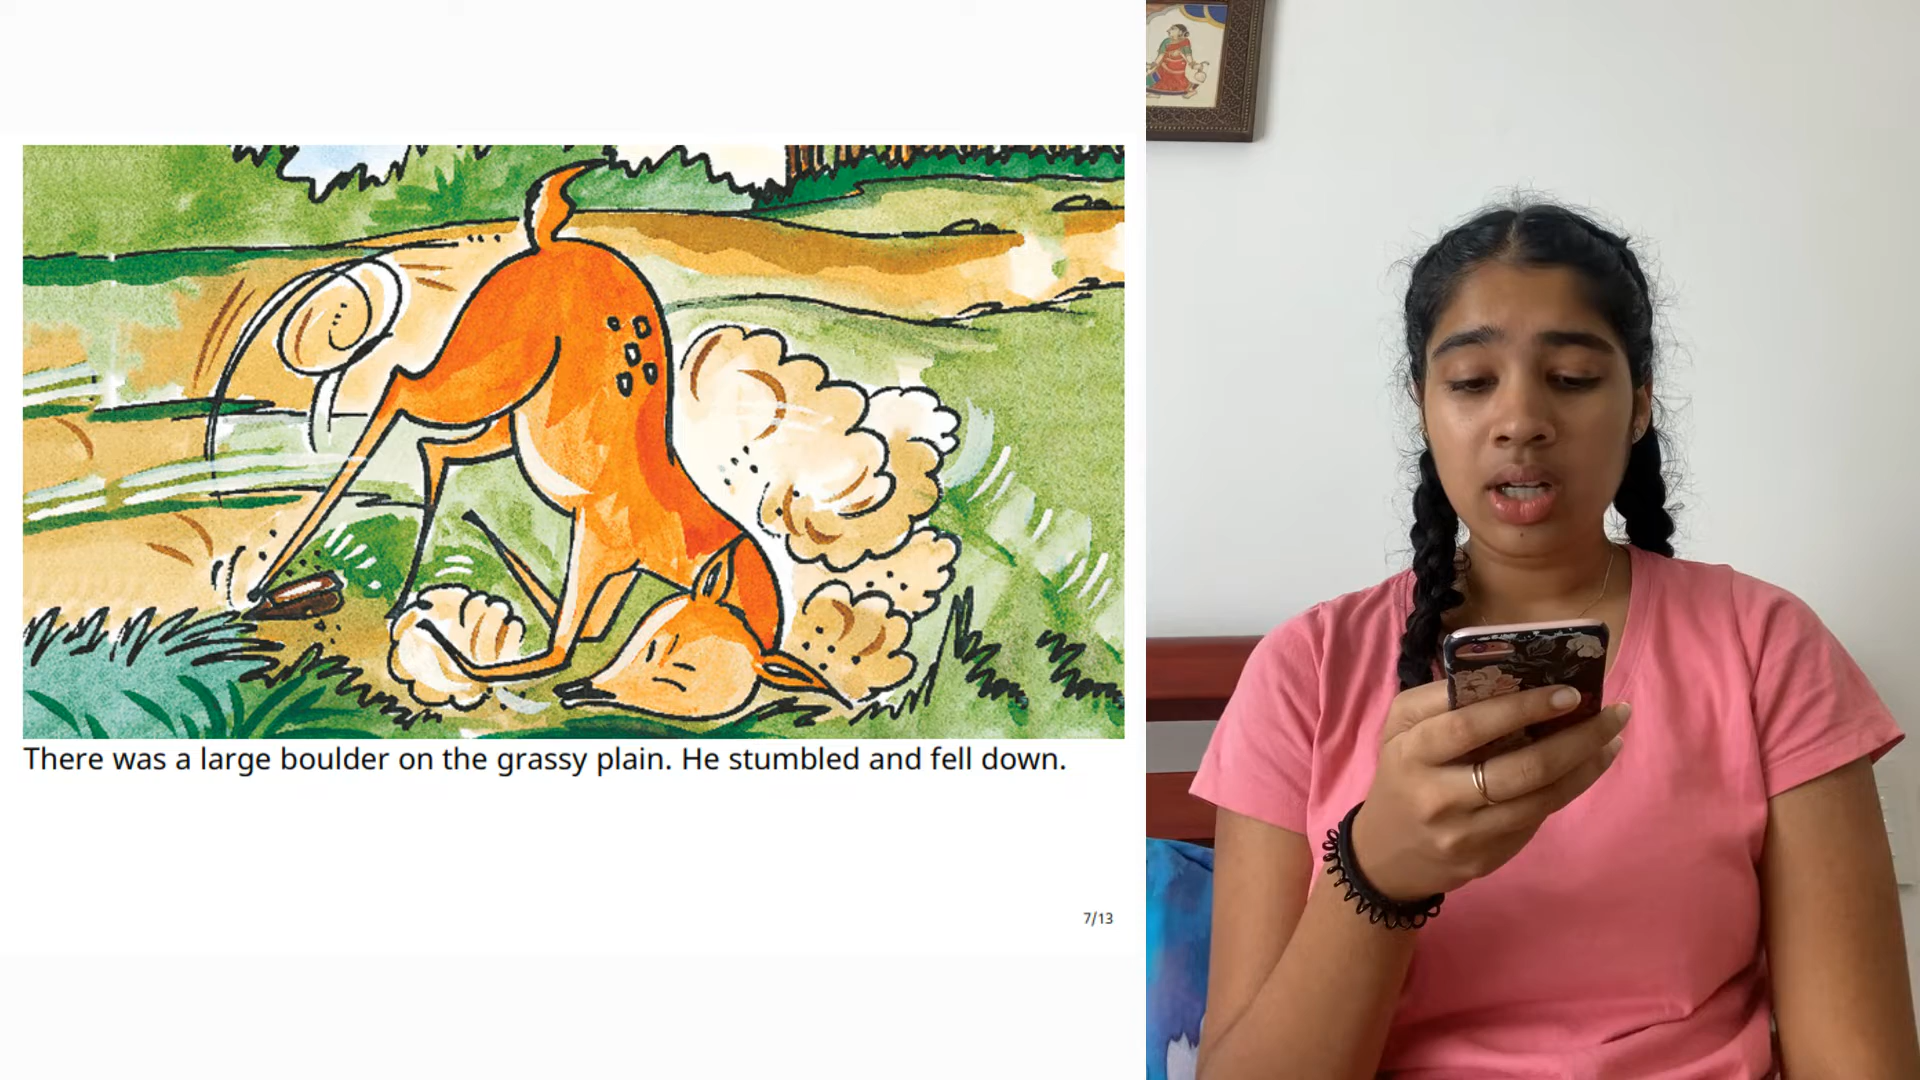 There was a large boulder on the grassy plain. He stumbled and fell down.
7/13